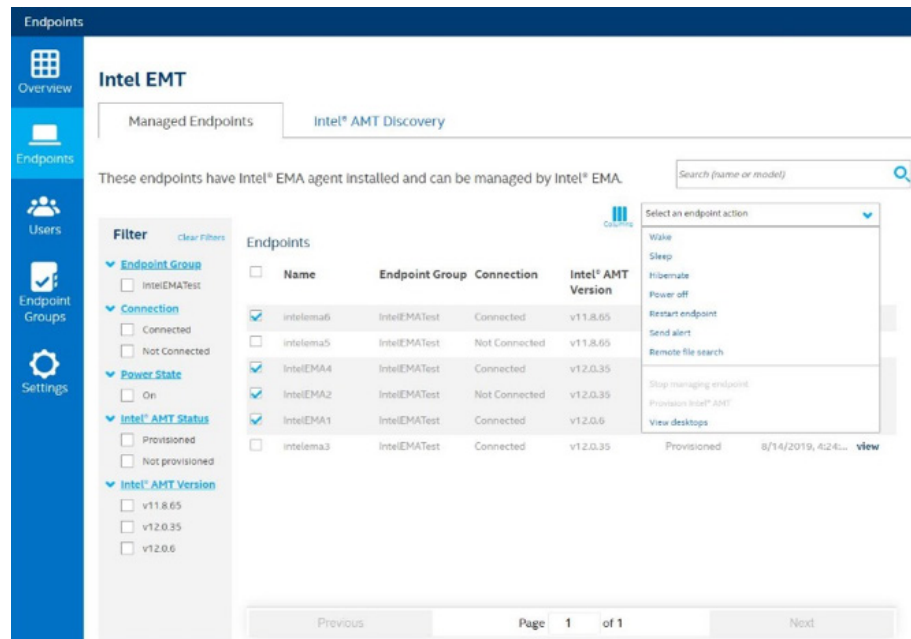 Endpoints
Overview
Endpoints
Users
Endpoint
Groups
Settings
Intel EMT
Managed Endpoints
Intel® AMT Discovery
These endpoints have Intel® EMA agent installed and can be managed by Intel® EMA.
Search (name or model)
Filter Clear Filters
Endpoint Group
IntelEMATest
Connection
Connected
Not Connected
Power State
On
Intel® AMT Status
Provisioned
Not provisioned
Intel® AMT Version
v11.8.65
v12.0.35
v12.0.6
Endpoints
Columns
Select an endpoint action
Wake
Sleep
Hibernate
Power off
Restart endpoint
Send alert
Remote file search
Stop managing endpoint
Provision Intel® AMT
View desktops
Name Endpoint Group Connection Intel® AMT
Version
intelema6 IntelEMATest Connected v11.8.65
intelema5 IntelEMATest Not Connected v11.8.65
IntelEMA4 IntelEMATest Connected v12.0.35
IntelEMA2 IntelEMATest Not Connected v12.0.35
IntelEMA1 IntelEMATest Connected v12.0.6
intelema3 IntelEMATest Connected v12.0.35 Provisioned 8/14/2019, 4:24:... view
Previous Page 1 of 1 Next